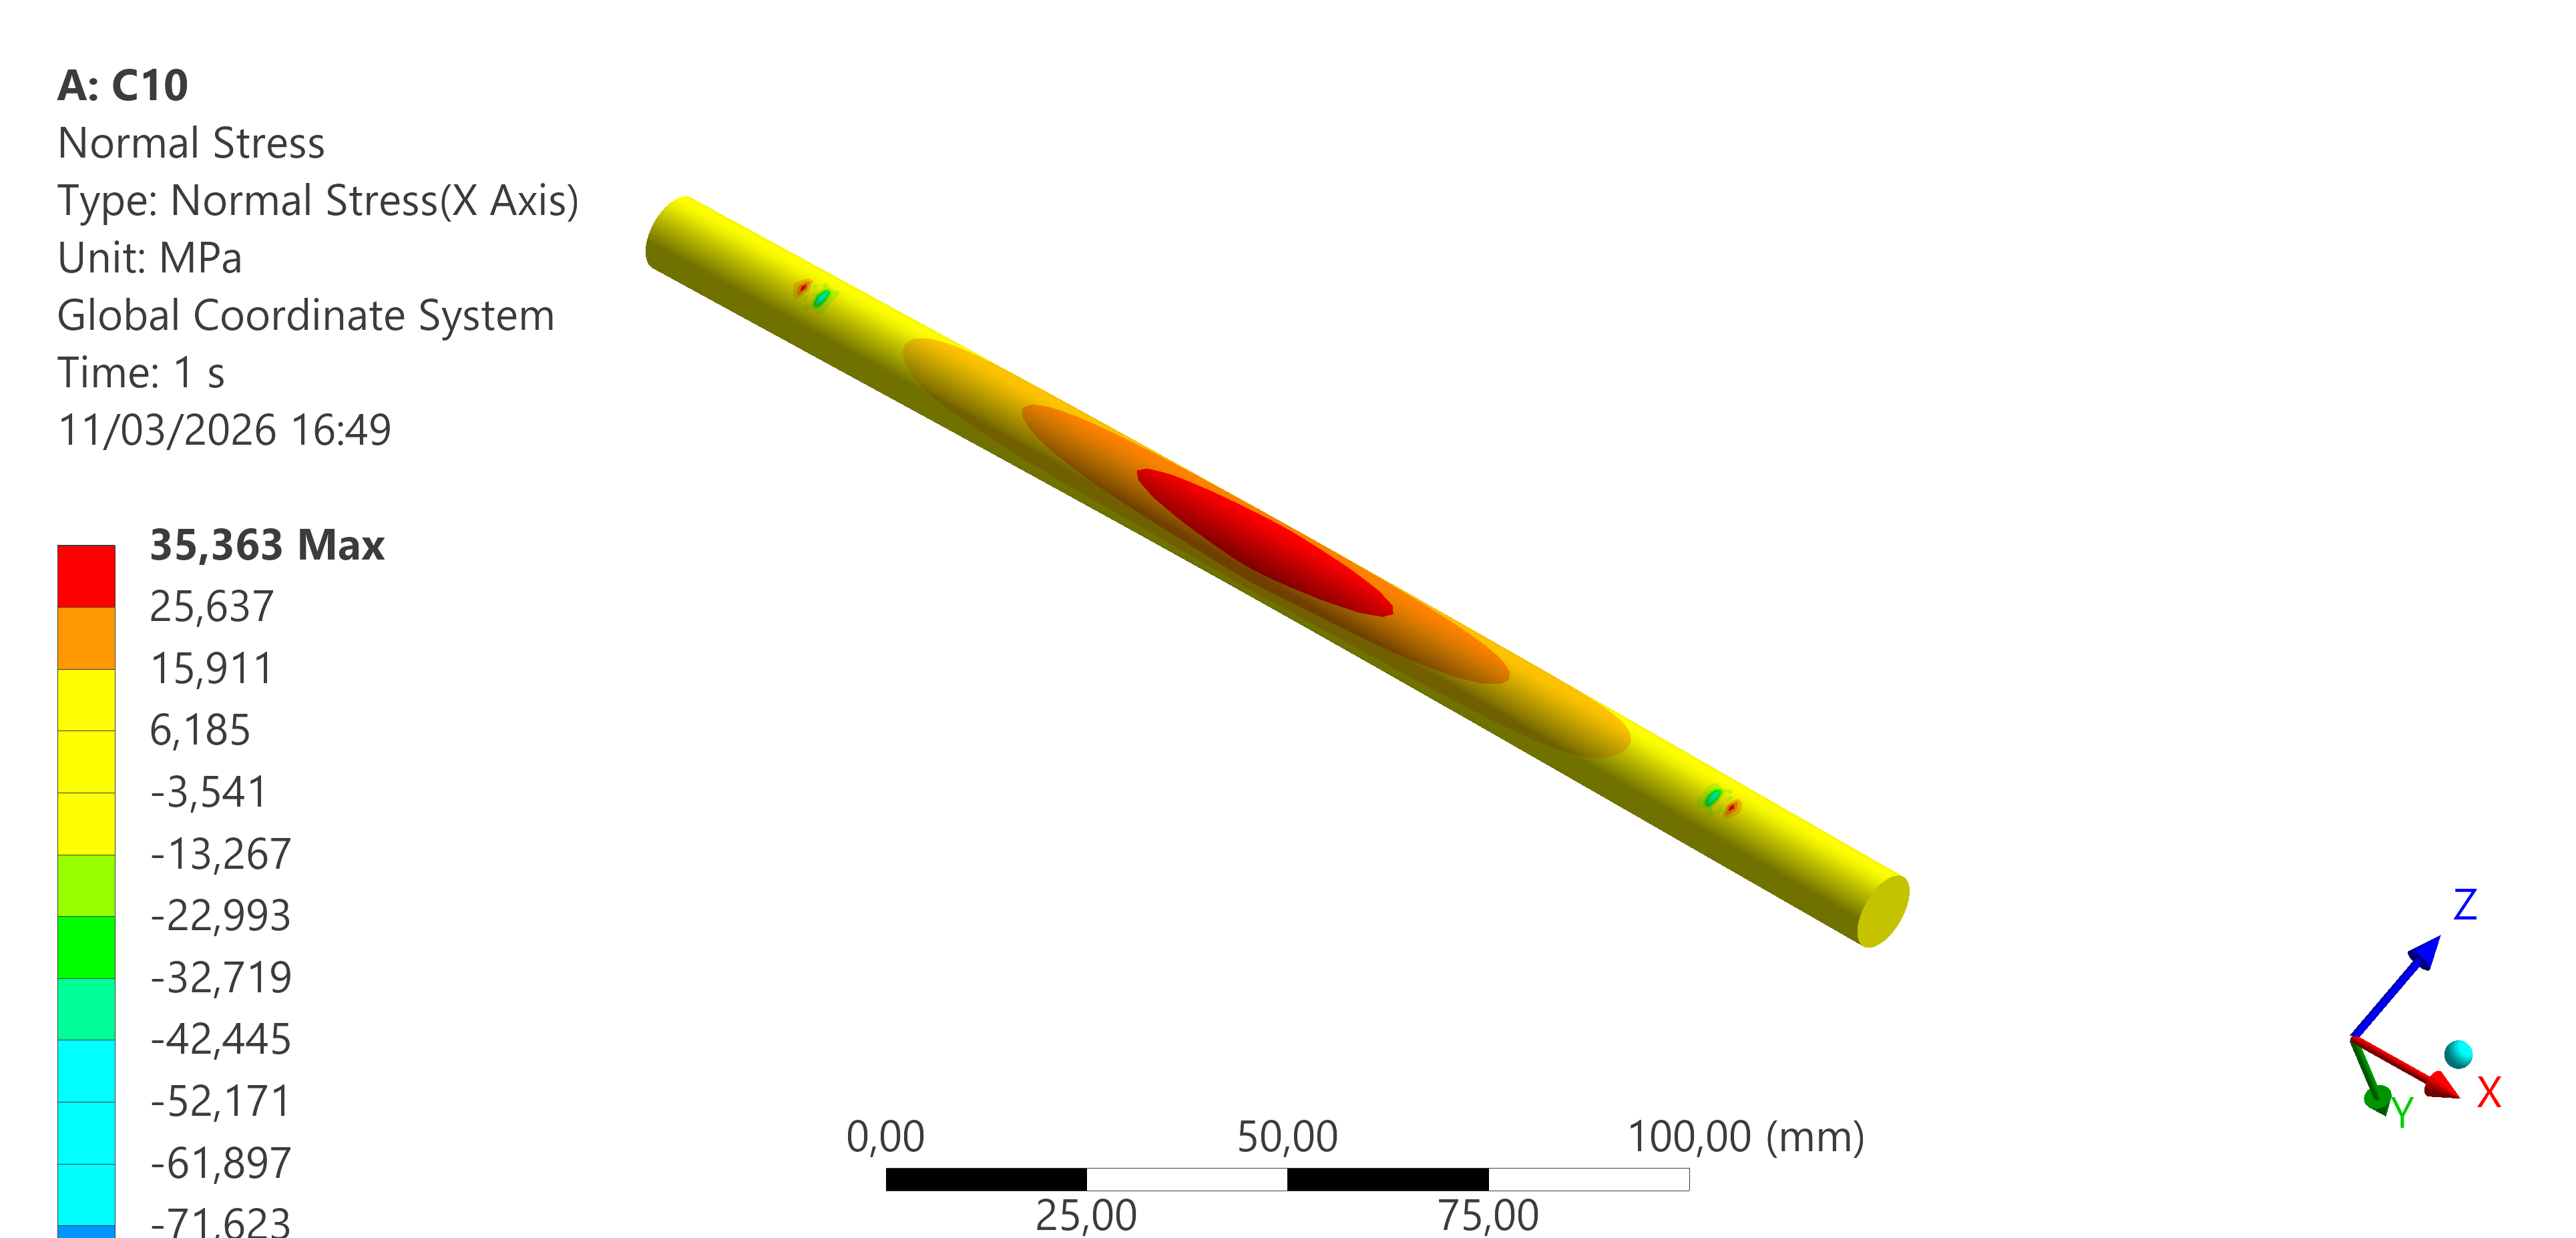 A: C10
Normal Stress
Type: Normal Stress(X Axis)
Unit: MPa
Global Coordinate System
Time: 1 s
11/03/2026 16:49
35,363 Max
25,637
15,911
6,185
-3,541
-13,267
-22,993
-32,719
-42,445
-52,171
-61,897
-71,623
0,00 50,00 100,00 (mm)
25,00 75,00
Z
X
Y